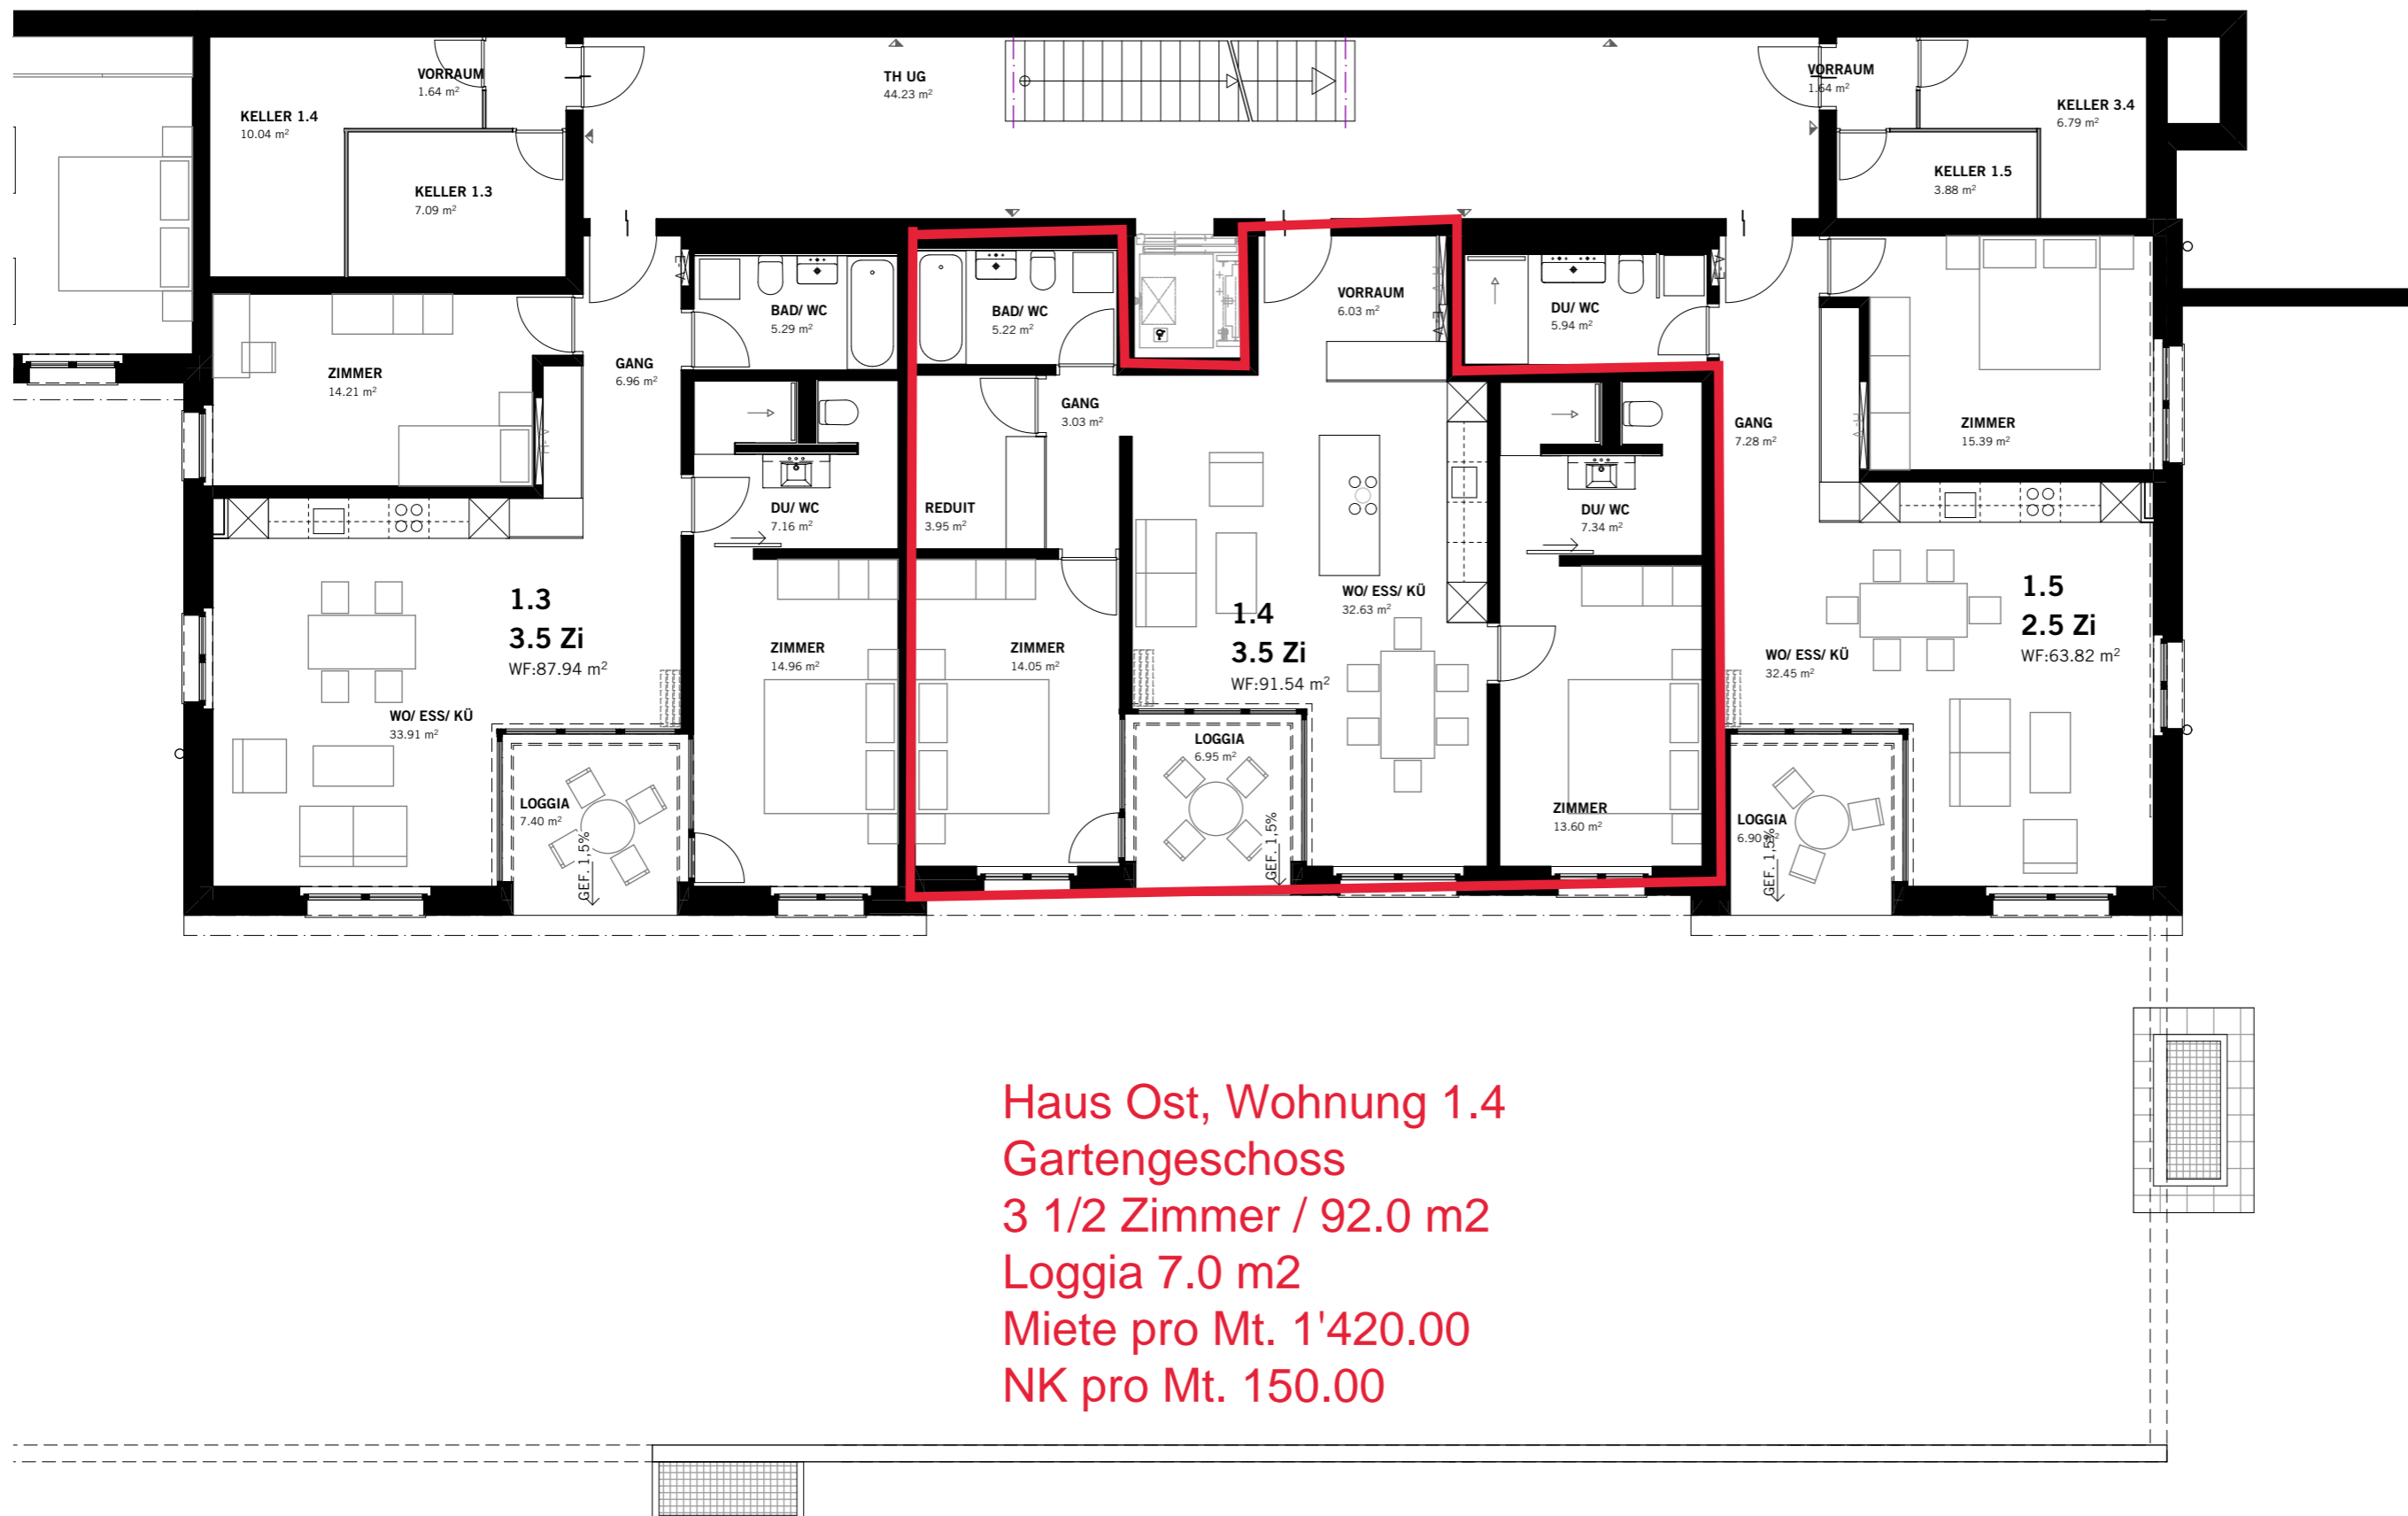 VORRAUM
1.64 m²
KELLER 1.4
10.04 m²
KELLER 1.3
7.09 m²
TH UG
44.23 m²
VORRAUM
1.64 m²
KELLER 3.4
6.79 m²
KELLER 1.5
3.88 m²
ZIMMER
14.21 m²
GANG
6.96 m²
BAD/ WC
5.29 m²
BAD/ WC
5.22 m²
VORRAUM
6.03 m²
DU/ WC
5.94 m²
GANG
3.03 m²
GANG
7.28 m²
ZIMMER
15.39 m²
DU/ WC
7.16 m²
REDUIT
3.95 m²
DU/ WC
7.34 m²
1.3
3.5 Zi
WF:87.94 m²
WO/ ESS/ KÜ
33.91 m²
LOGGIA
7.40 m²
GEF. 1,5%
ZIMMER
14.96 m²
ZIMMER
14.05 m²
WO/ ESS/ KÜ
32.63 m²
1.4
3.5 Zi
WF:91.54 m²
LOGGIA
6.95 m²
GEF. 1,5%
ZIMMER
13.60 m²
WO/ ESS/ KÜ
32.45 m²
1.5
2.5 Zi
WF:63.82 m²
LOGGIA
6.90 m²
GEF. 1,5%
Haus Ost, Wohnung 1.4
Gartengeschoss
3 1/2 Zimmer / 92.0 m2
Loggia 7.0 m2
Miete pro Mt. 1'420.00
NK pro Mt. 150.00